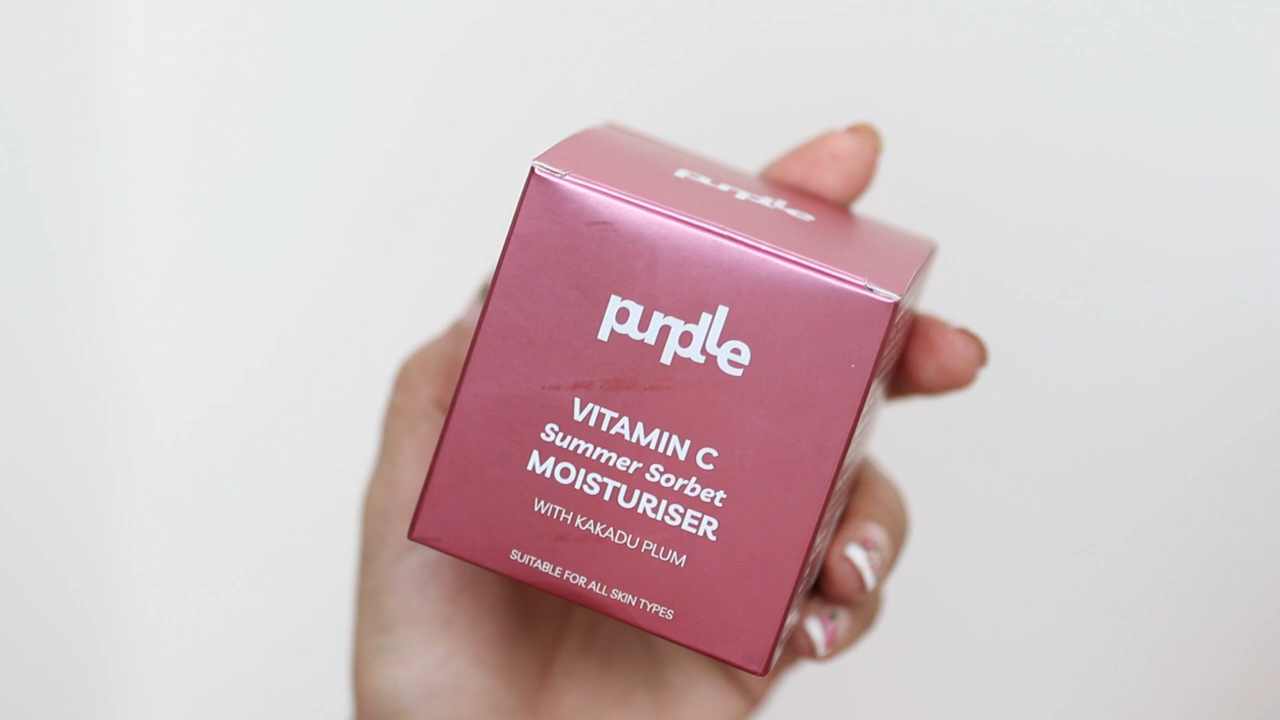 purplle
purplle
VITAMIN C
Summer Sorbet
MOISTURISER
WITH KAKADU PLUM
SUITABLE FOR ALL SKIN TYPES